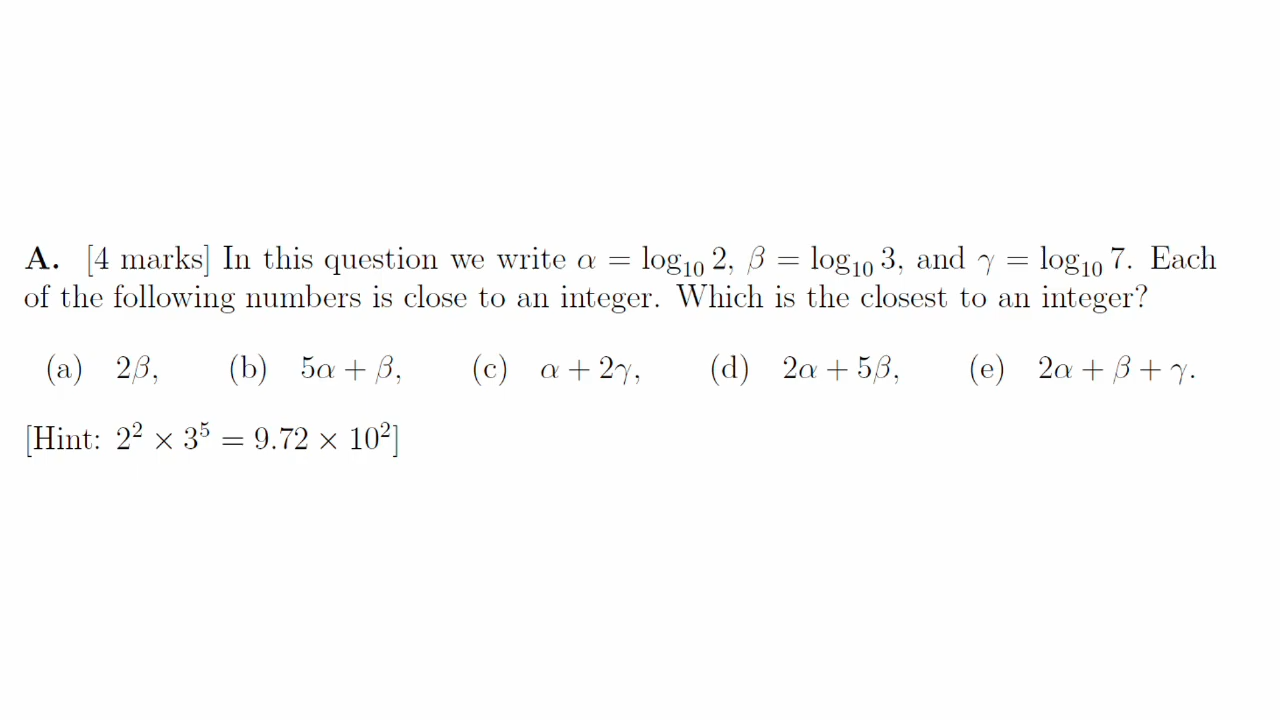 A. [4 marks] In this question we write α = log₁₀ 2, β = log₁₀ 3, and γ = log₁₀ 7. Each
of the following numbers is close to an integer. Which is the closest to an integer?
(a) 2β, (b) 5α + β, (c) α + 2γ, (d) 2α + 5β, (e) 2α + β + γ.
[Hint: 2² × 3⁵ = 9.72 × 10²]